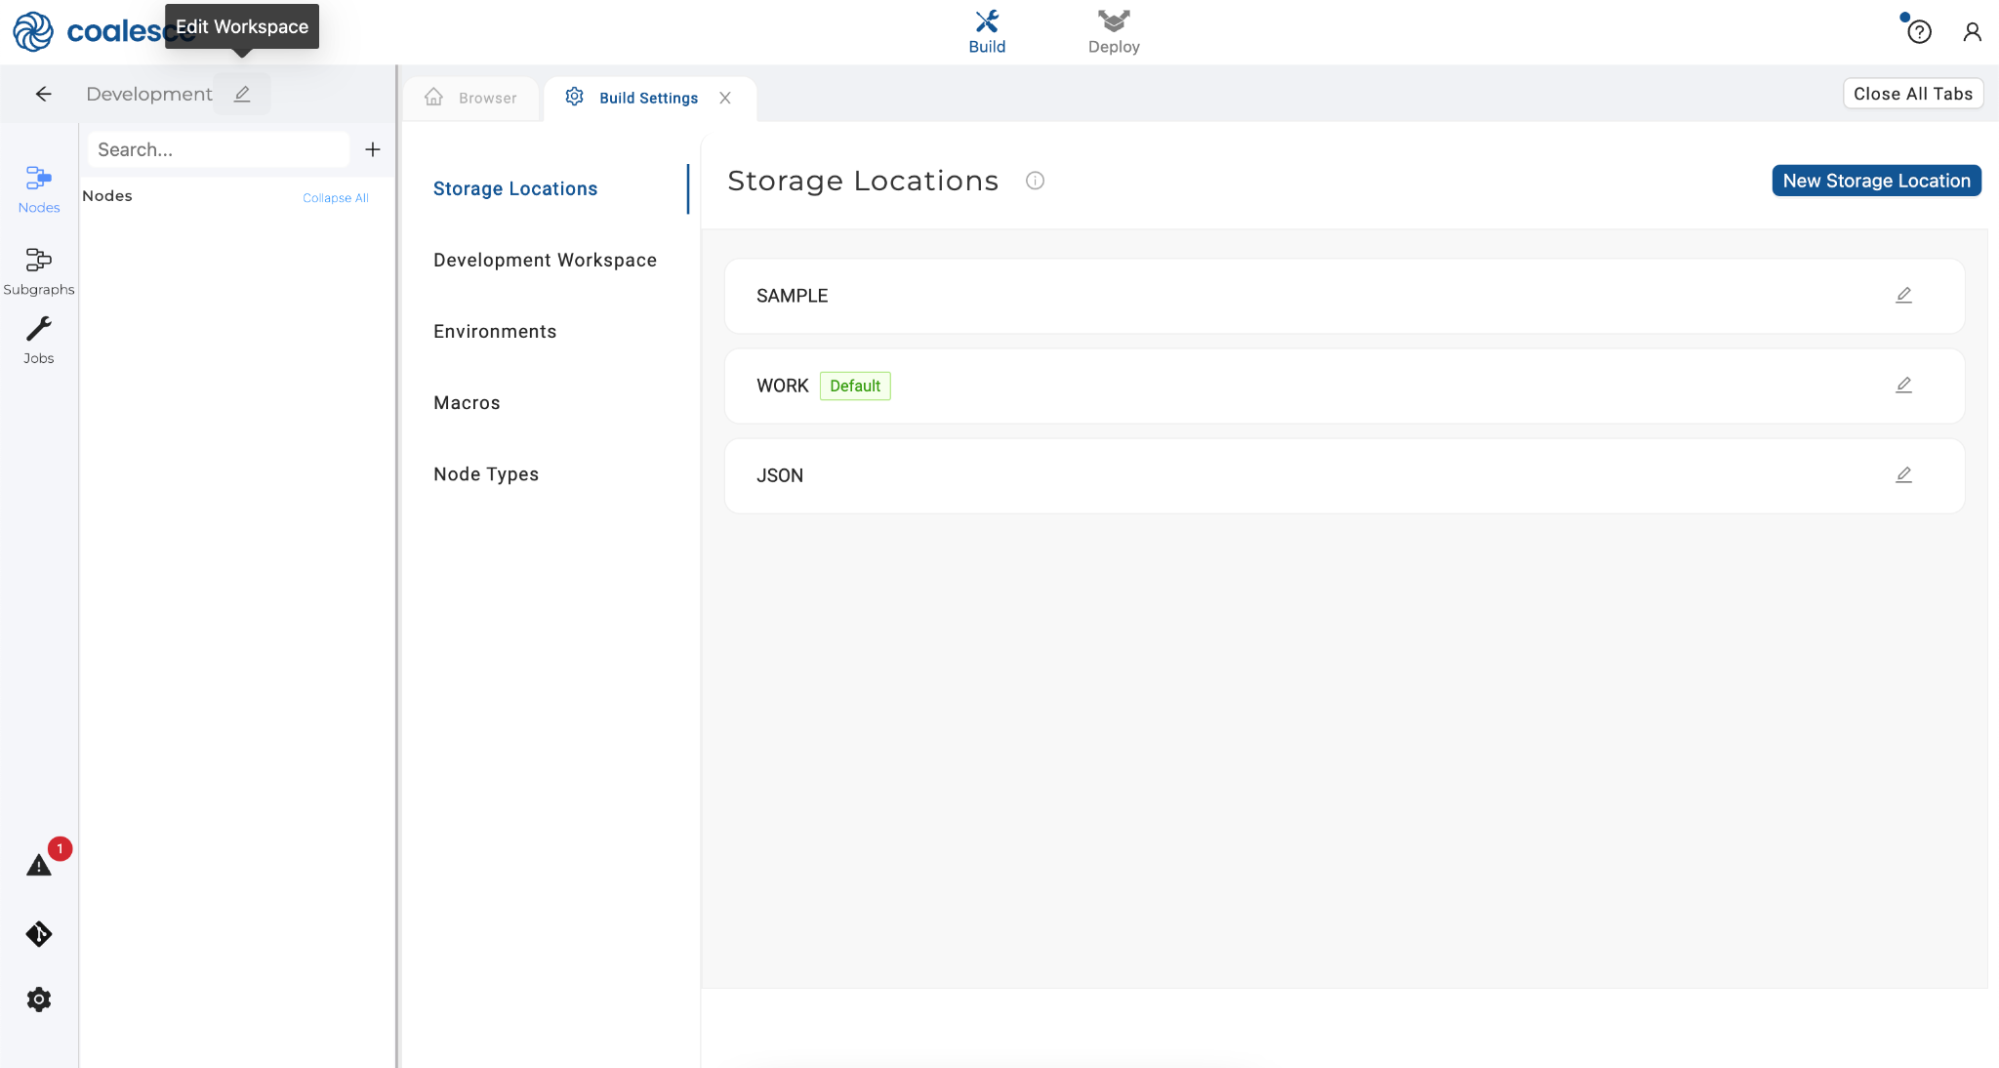 coalesce
Edit Workspace
Build
Deploy
Development
Browser
Build Settings
Close All Tabs
Search...
Nodes
Collapse All
Nodes
Subgraphs
Jobs
1
Storage Locations
Development Workspace
Environments
Macros
Node Types
Storage Locations
New Storage Location
SAMPLE
WORK Default
JSON